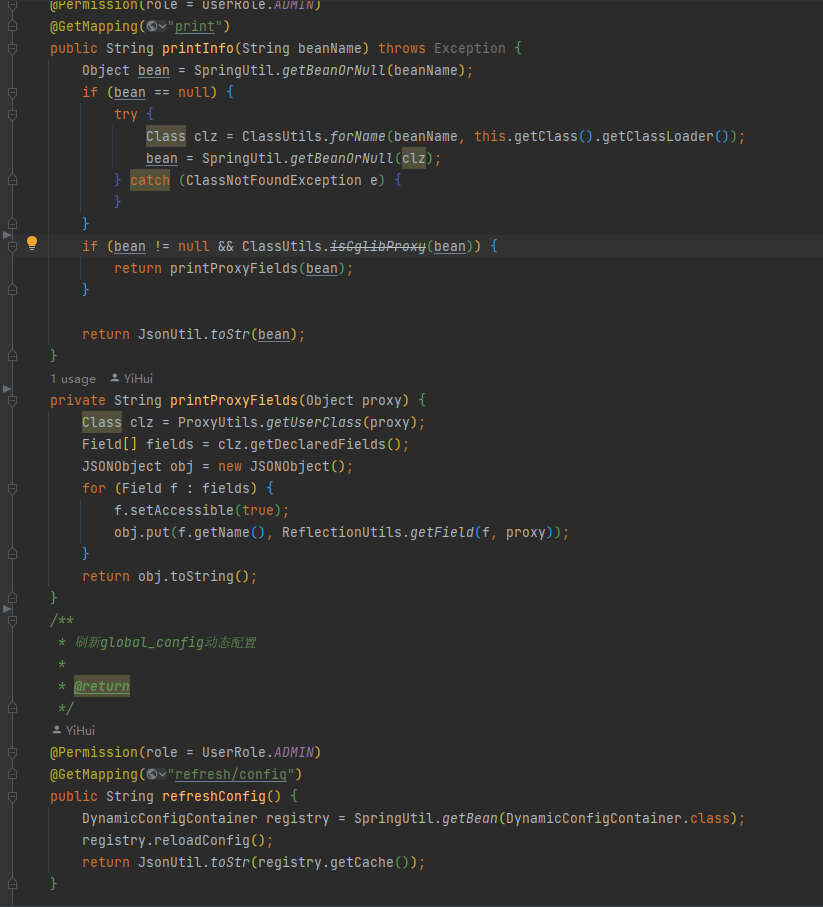 @Permission(role = UserRole.ADMIN)
@GetMapping("print")
public String printInfo(String beanName) throws Exception {
    Object bean = SpringUtil.getBeanOrNull(beanName);
    if (bean == null) {
        try {
            Class clz = ClassUtils.forName(beanName, this.getClass().getClassLoader());
            bean = SpringUtil.getBeanOrNull(clz);
        } catch (ClassNotFoundException e) {
        }
    }
    if (bean != null && ClassUtils.isCglibProxy(bean)) {
        return printProxyFields(bean);
    }
    return JsonUtil.toStr(bean);
}
1 usage YiHui
private String printProxyFields(Object proxy) {
    Class clz = ProxyUtils.getUserClass(proxy);
    Field[] fields = clz.getDeclaredFields();
    JSONObject obj = new JSONObject();
    for (Field f : fields) {
        f.setAccessible(true);
        obj.put(f.getName(), ReflectionUtils.getField(f, proxy));
    }
    return obj.toString();
}
/**
 * 刷新global_config动态配置
 *
 * @return
 */
YiHui
@Permission(role = UserRole.ADMIN)
@GetMapping("refresh/config")
public String refreshConfig() {
    DynamicConfigContainer registry = SpringUtil.getBean(DynamicConfigContainer.class);
    registry.reloadConfig();
    return JsonUtil.toStr(registry.getCache());
}